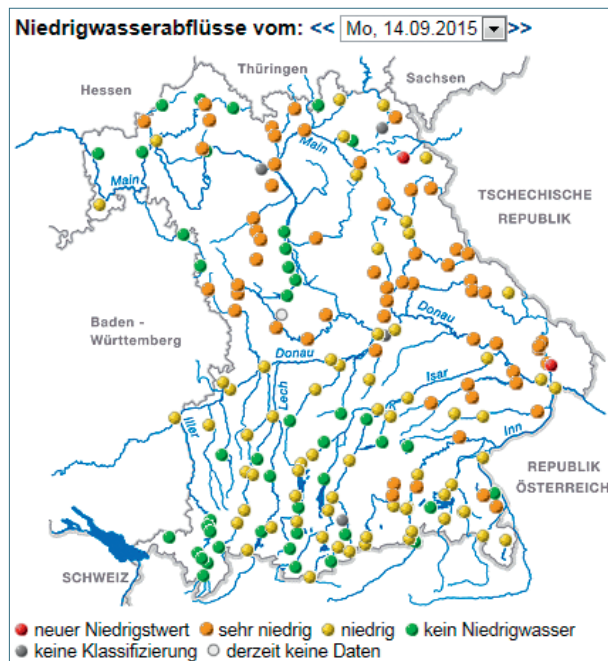 Niedrigwasserabflüsse vom: << Mo, 14.09.2015 >>
Thüringen
Sachsen
Hessen
Main
Main
TSCHECHISCHE
REPUBLIK
Baden -
Württemberg
Donau
Donau
Isar
Lech
Iller
Inn
REPUBLIK
ÖSTERREICH
SCHWEIZ
neuer Niedrigstwert sehr niedrig niedrig kein Niedrigwasser
keine Klassifizierung derzeit keine Daten